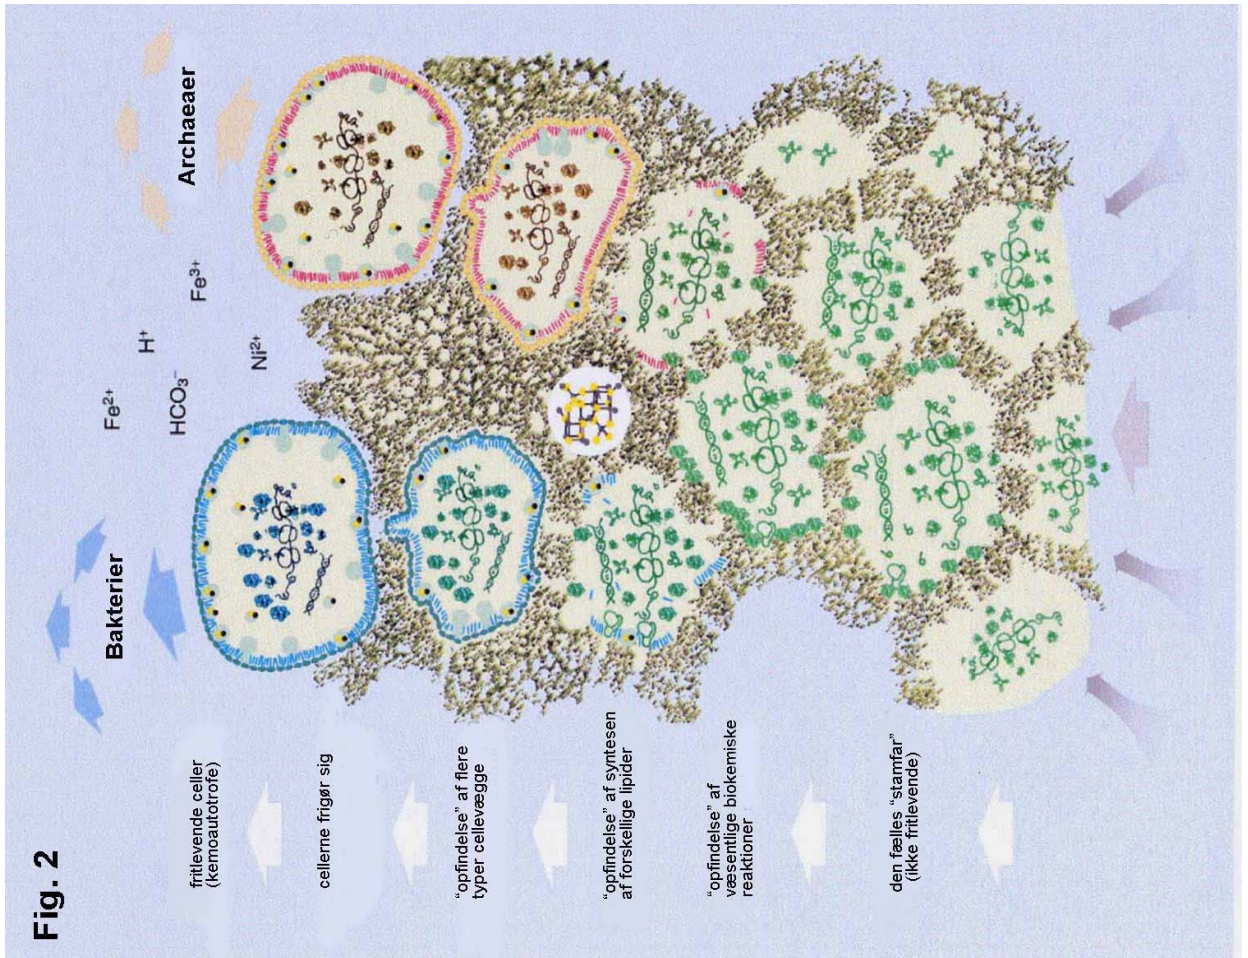 Fig. 2
Bakterier
Archaeaer
Fe2+
H+
HCO3−
Fe3+
Ni2+
fritlevende celler
(kemoautotrofe)
cellerne frigør sig
“opfindelse” af flere
typer cellevægge
“opfindelse” af syntesen
af forskellige lipider
“opfindelse” af
væsentlige biokemiske
reaktioner
den fælles “stamfar”
(ikke fritlevende)